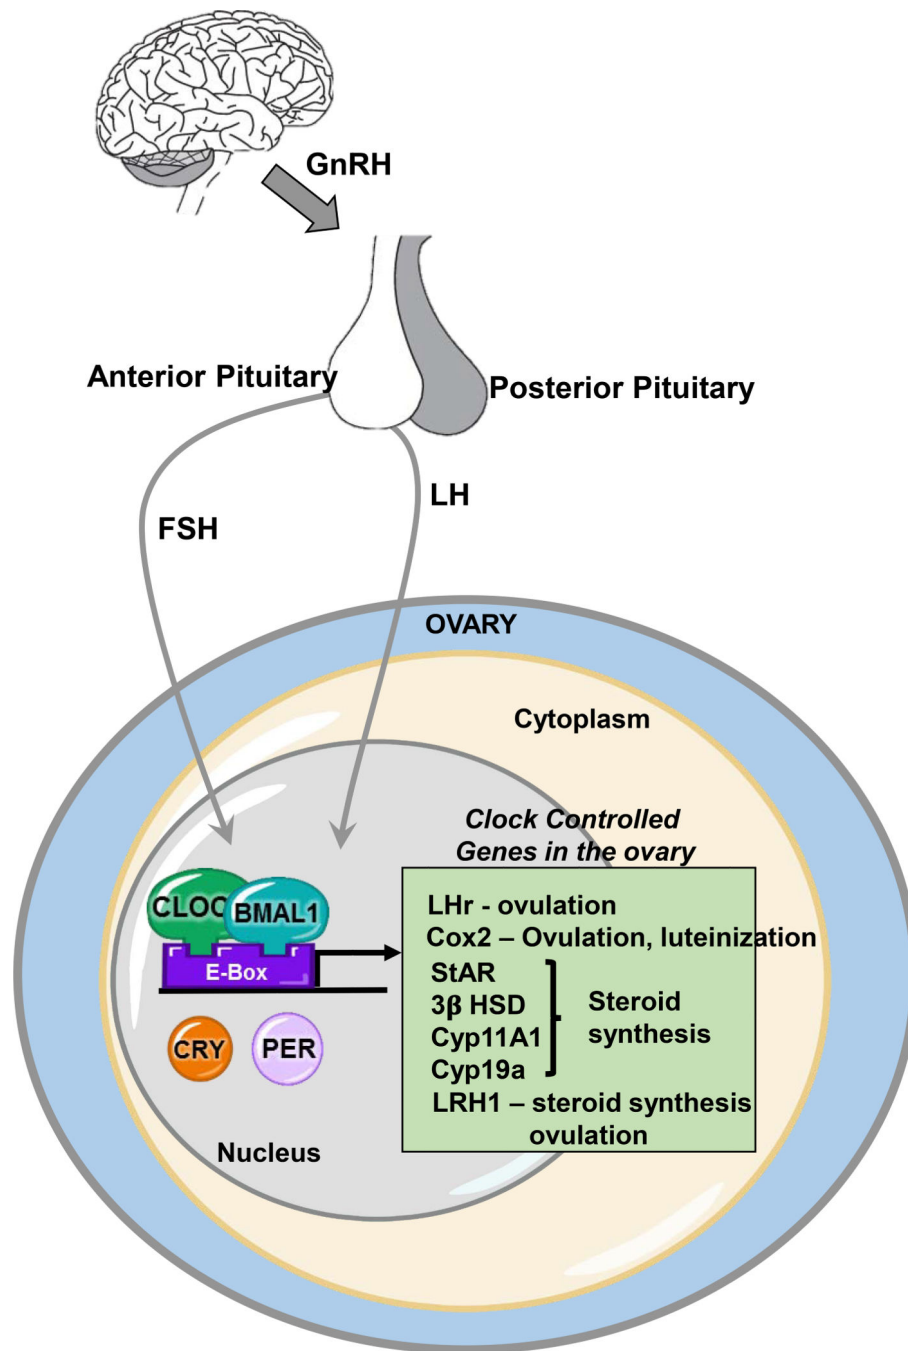 GnRH
Anterior Pituitary
Posterior Pituitary
FSH
LH
OVARY
Cytoplasm
Clock Controlled
Genes in the ovary
LHr - ovulation
Cox2 – Ovulation, luteinization
StAR
3β HSD
Cyp11A1
Cyp19a
Steroid
synthesis
LRH1 – steroid synthesis
ovulation
CLOC
BMAL1
E-Box
CRY
PER
Nucleus